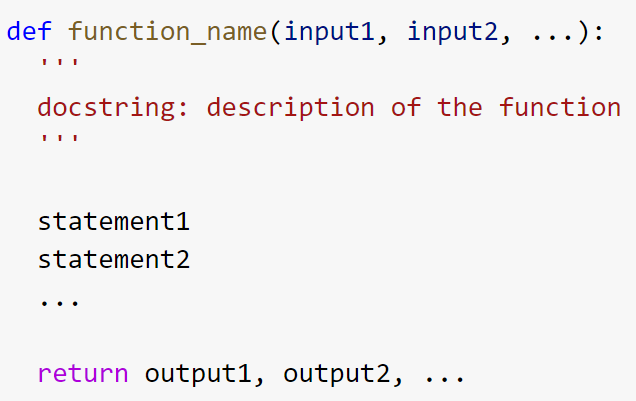 def function_name(input1, input2, ...):
'''
docstring: description of the function
'''
statement1
statement2
...
return output1, output2, ...